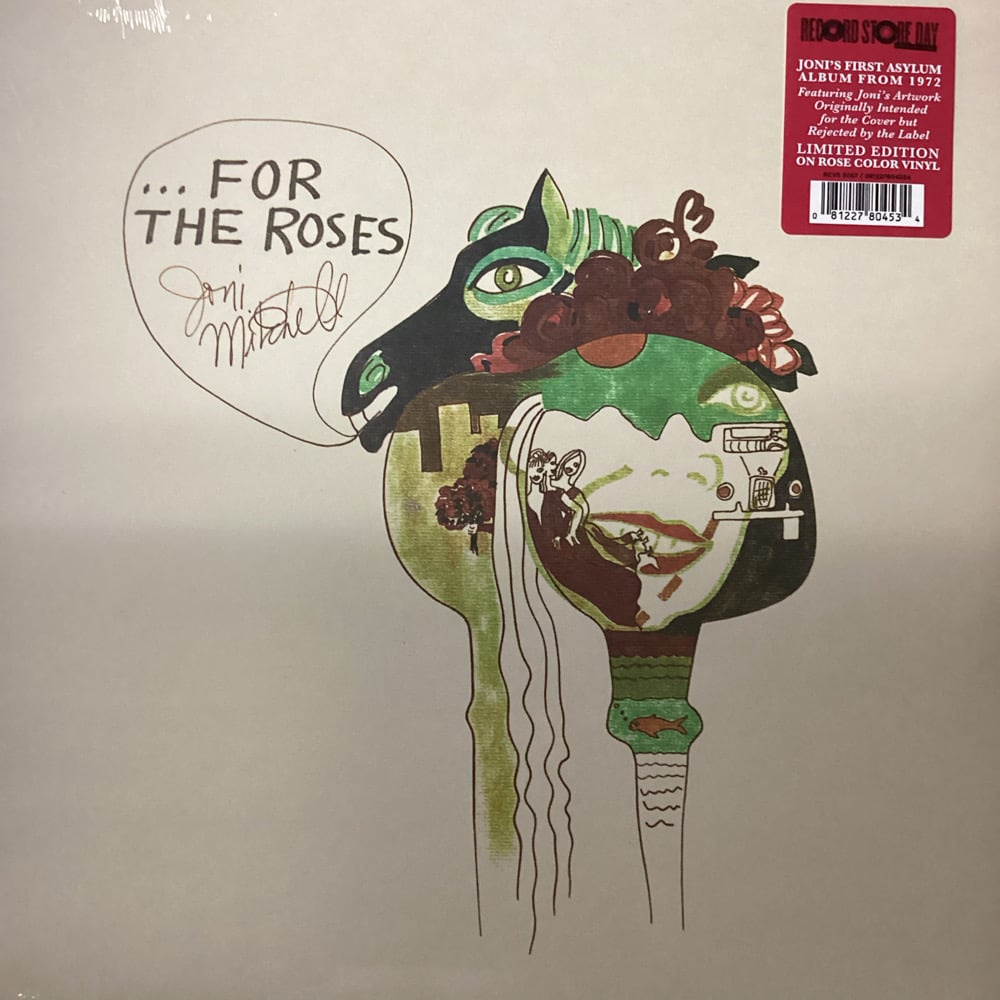 ... FOR
THE ROSES
Joni
Mitchell
RECORD STORE DAY
JONI'S FIRST ASYLUM
ALBUM FROM 1972
Featuring Joni's Artwork
Originally Intended
for the Cover but
Rejected by the Label
LIMITED EDITION
ON ROSE COLOR VINYL
0 81227 80453 4